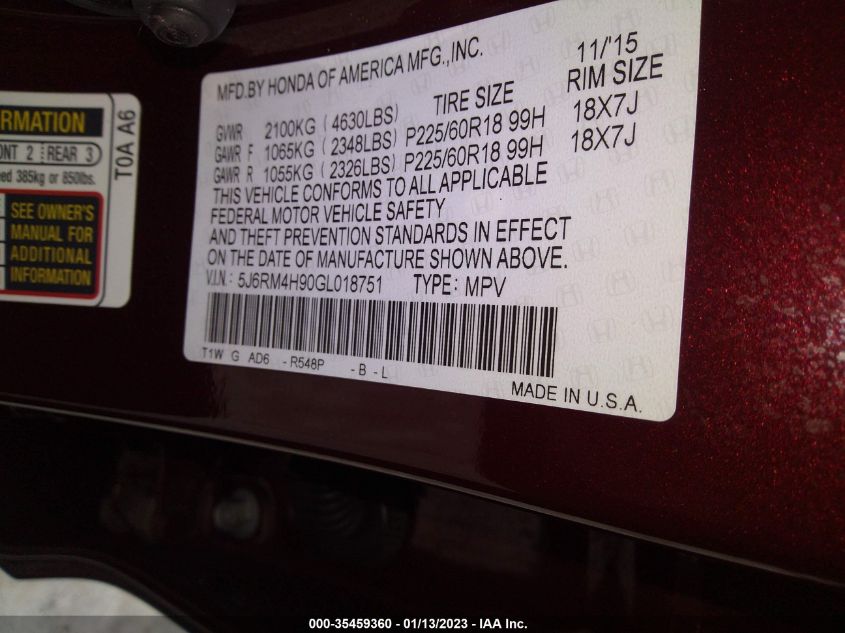 MFD.BY HONDA OF AMERICA MFG.,INC. 11/'15
TIRE SIZE RIM SIZE
GVWR 2100KG ( 4630LBS)
GAWR F 1065KG ( 2348LBS) P225/60R18 99H 18X7J
GAWR R 1055KG ( 2326LBS) P225/60R18 99H 18X7J
THIS VEHICLE CONFORMS TO ALL APPLICABLE
FEDERAL MOTOR VEHICLE SAFETY
AND THEFT PREVENTION STANDARDS IN EFFECT
ON THE DATE OF MANUFACTURE SHOWN ABOVE.
V.I.N.: 5J6RM4H90GL018751 TYPE: MPV
T1W G AD6 - R548P - B - L
MADE IN U.S.A.
RMATION
ONT 2 REAR 3
ed 385kg or 850lbs.
SEE OWNER'S
MANUAL FOR
ADDITIONAL
INFORMATION
T0A A6
000-35459360 - 01/13/2023 - IAA Inc.